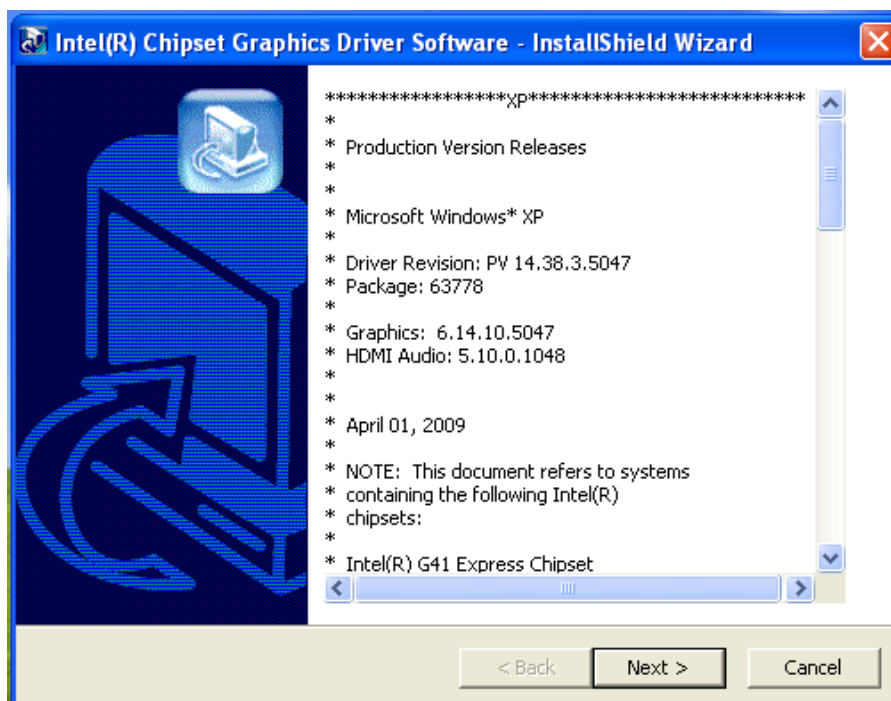 Intel(R) Chipset Graphics Driver Software - InstallShield Wizard
*****************XP**************************
*
* Production Version Releases
*
*
* Microsoft Windows* XP
*
* Driver Revision: PV 14.38.3.5047
* Package: 63778
*
* Graphics: 6.14.10.5047
* HDMI Audio: 5.10.0.1048
*
*
* April 01, 2009
*
* NOTE: This document refers to systems
* containing the following Intel(R)
* chipsets:
*
* Intel(R) G41 Express Chipset
< Back
Next >
Cancel